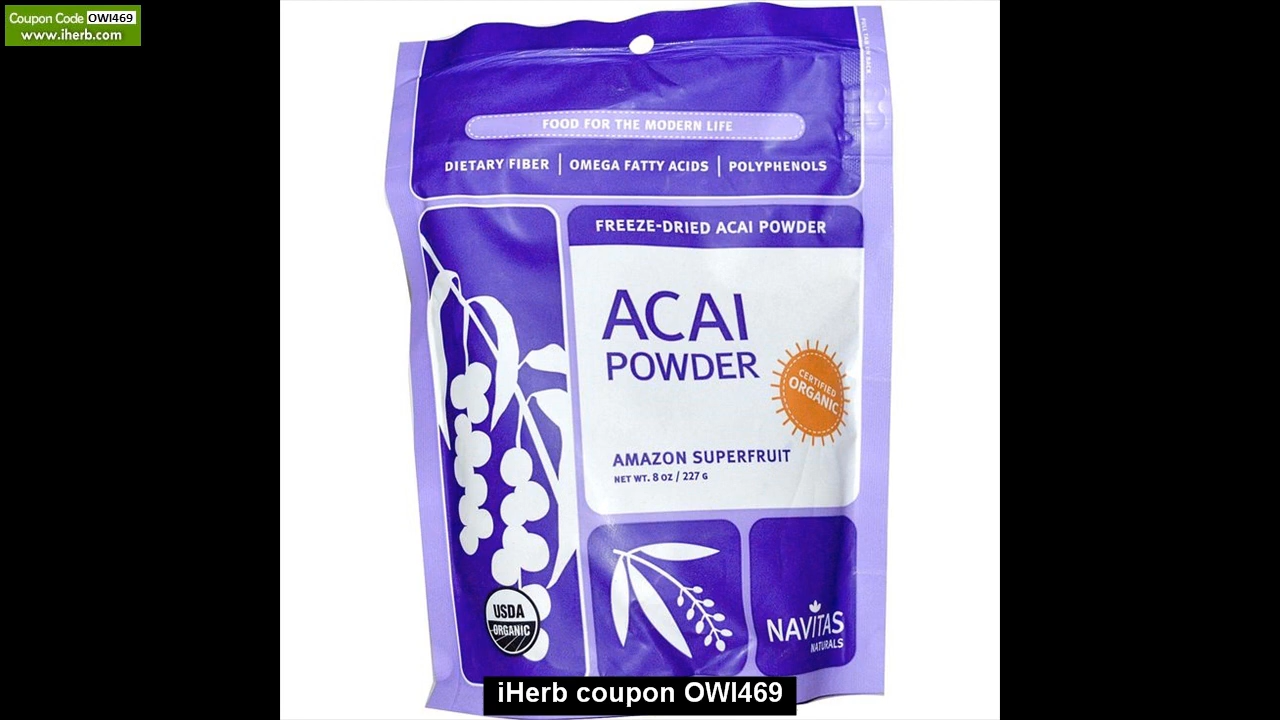 Coupon Code OWI469
www.iherb.com
FOOD FOR THE MODERN LIFE
DIETARY FIBER | OMEGA FATTY ACIDS | POLYPHENOLS
FREEZE-DRIED ACAI POWDER
ACAI
POWDER
CERTIFIED
ORGANIC
AMAZON SUPERFRUIT
NET WT. 8 OZ / 227 G
USDA
ORGANIC
NAVITAS
NATURALS
iHerb coupon OWI469